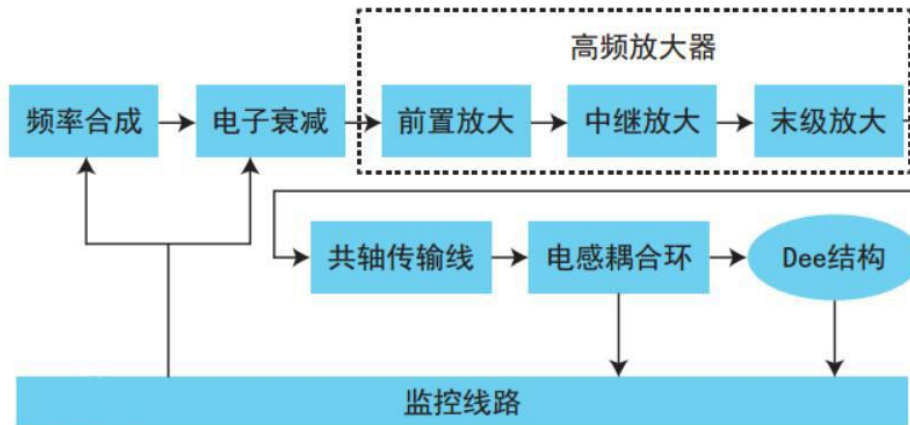 高频放大器
频率合成
电子衰减
前置放大
中继放大
末级放大
共轴传输线
电感耦合环
Dee结构
监控线路